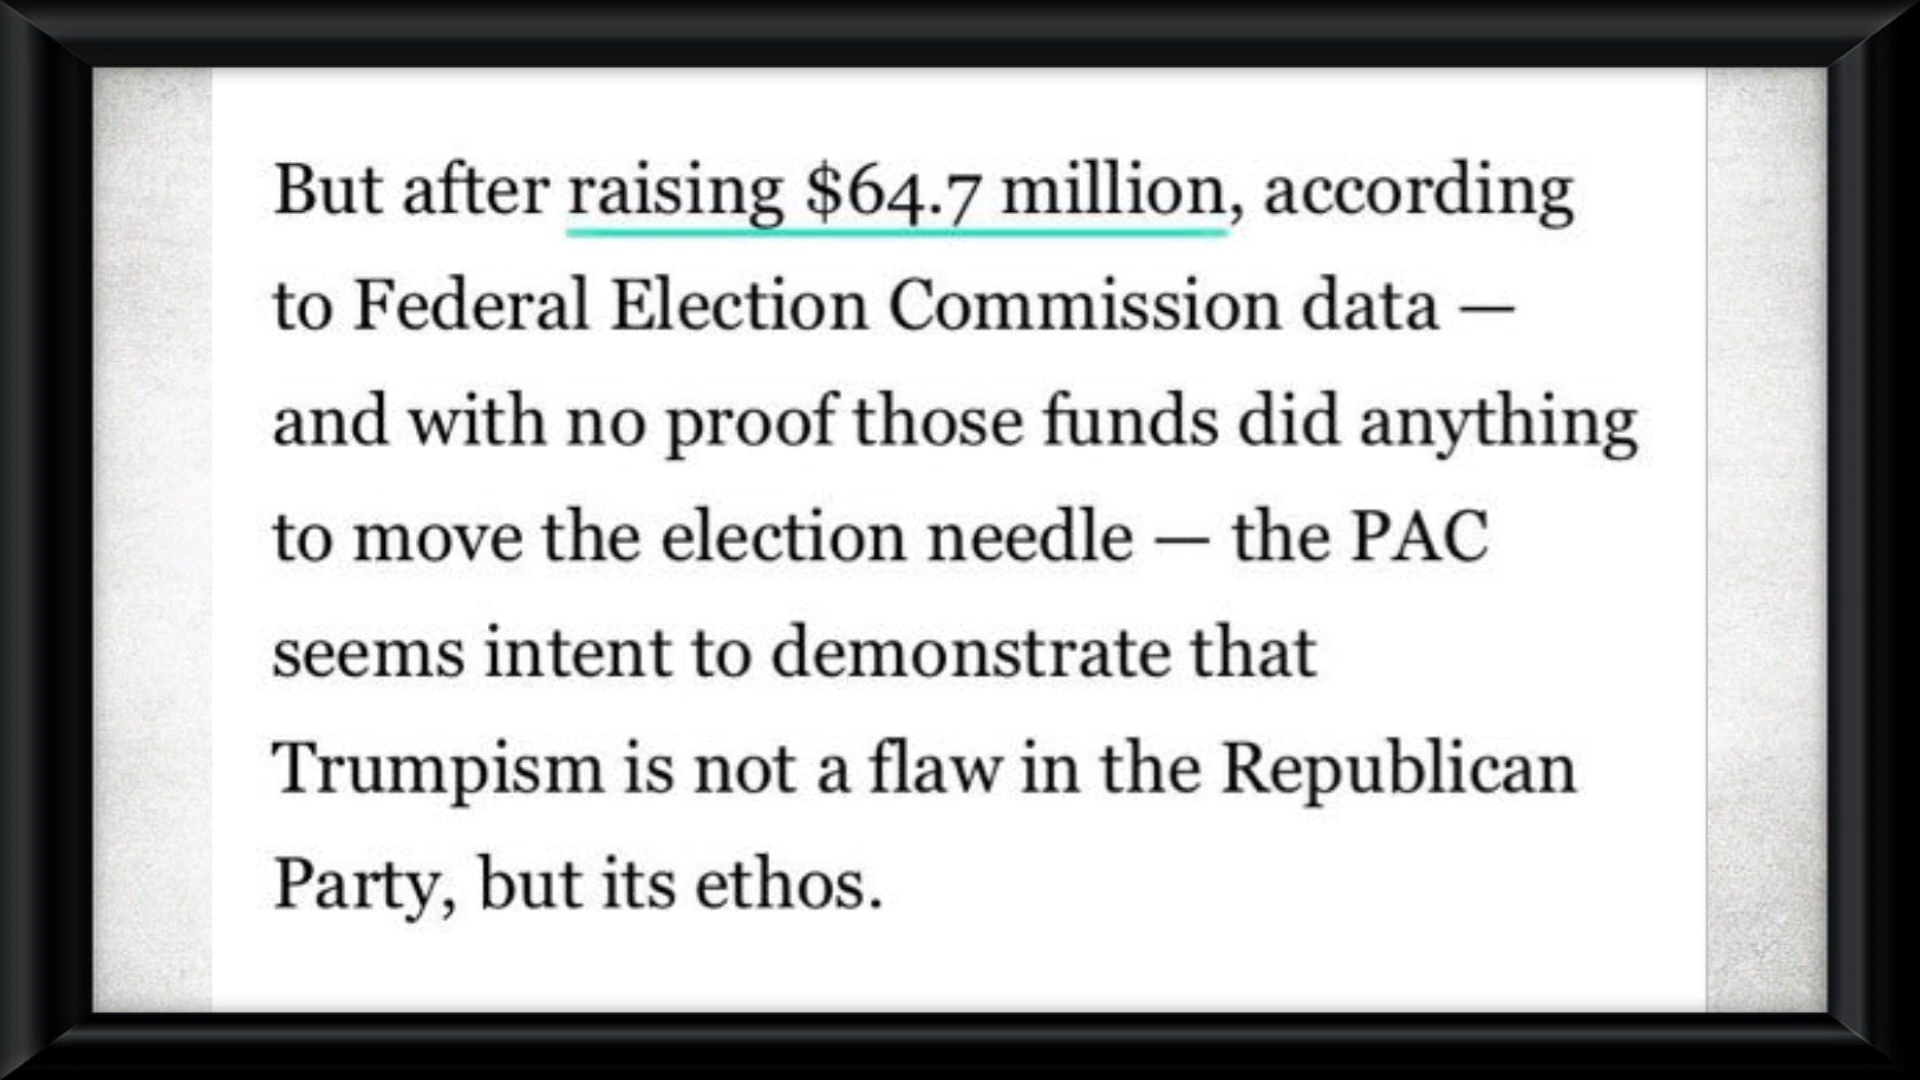 But after raising $64.7 million, according
to Federal Election Commission data —
and with no proof those funds did anything
to move the election needle — the PAC
seems intent to demonstrate that
Trumpism is not a flaw in the Republican
Party, but its ethos.